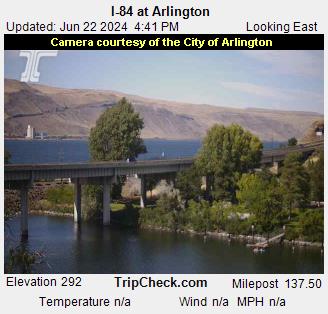 I-84 at Arlington
Updated: Jun 22 2024 4:41 PM Looking East
Camera courtesy of the City of Arlington
Elevation 292 TripCheck.com Milepost 137.50
Temperature n/a Wind n/a MPH n/a